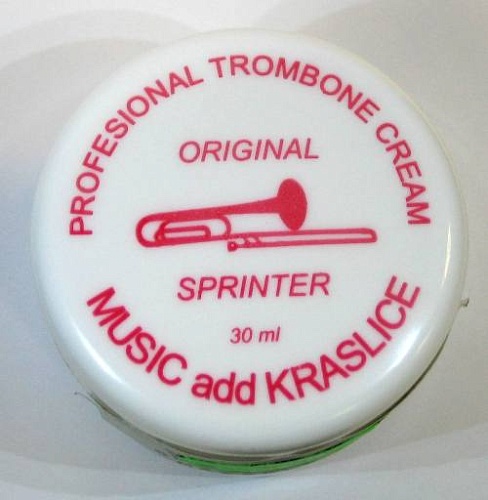 PROFESIONAL TROMBONE CREAM
ORIGINAL
SPRINTER
30 ml
MUSIC add KRASLICE